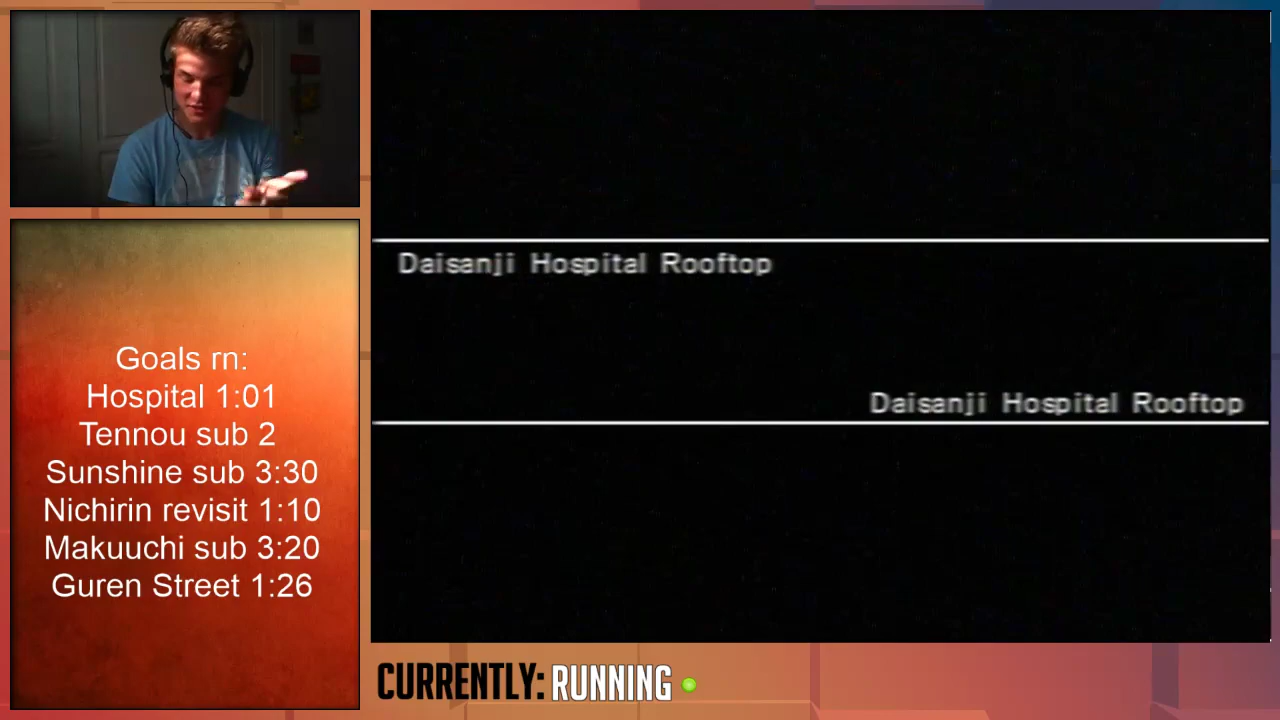 Daisanji Hospital Rooftop
Daisanji Hospital Rooftop
Goals rn:
Hospital 1:01
Tennou sub 2
Sunshine sub 3:30
Nichirin revisit 1:10
Makuuchi sub 3:20
Guren Street 1:26
CURRENTLY: RUNNING